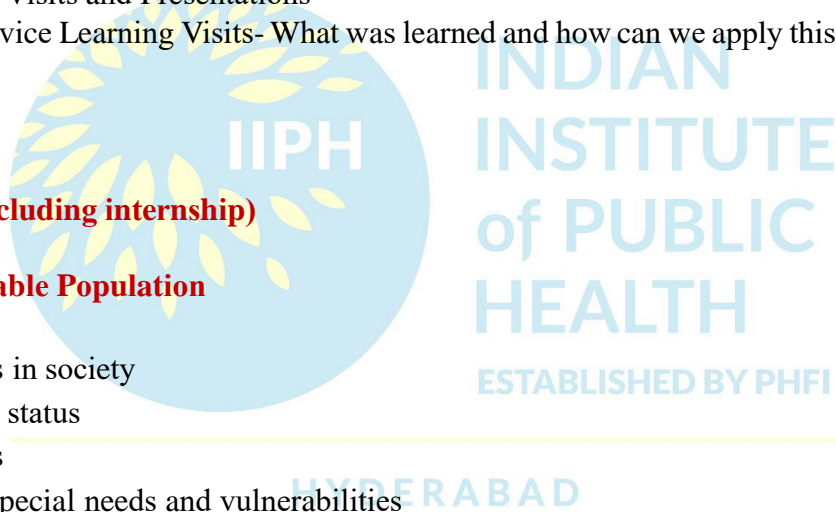 Visits and Presentations
vice Learning Visits- What was learned and how can we apply this
IIPH
INDIAN
INSTITUTE
of PUBLIC
HEALTH
ESTABLISHED BY PHFI
cluding internship)
able Population
s in society
status
s
pecial needs and vulnerabilities
HYDERABAD